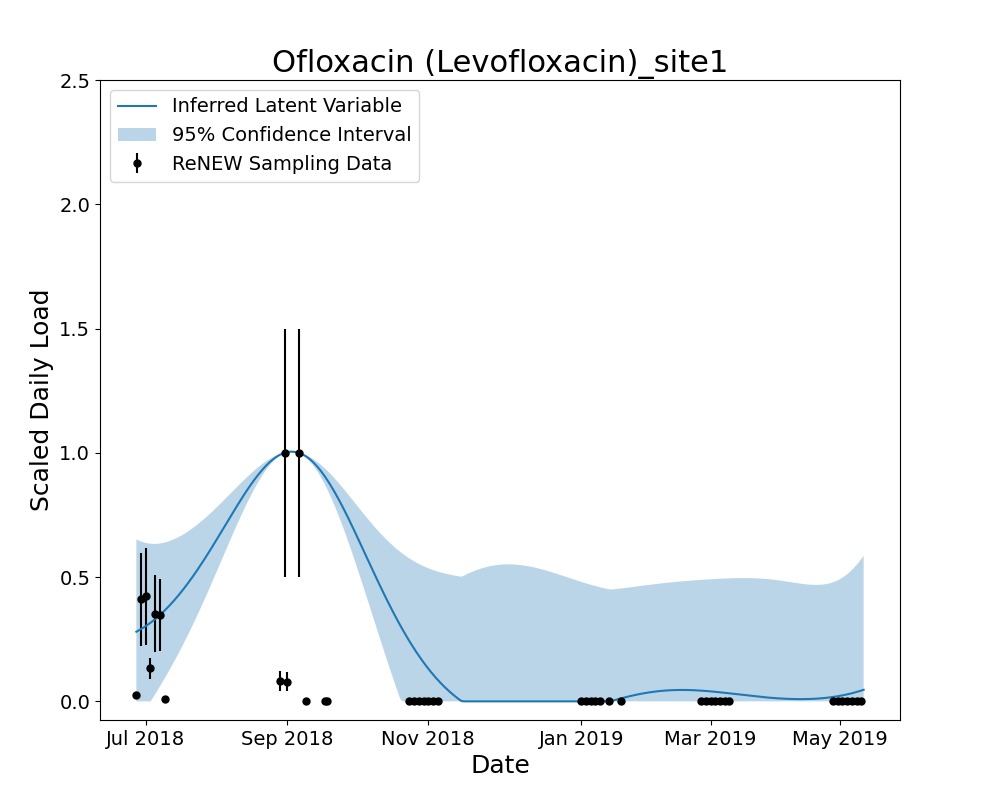 Ofloxacin (Levofloxacin)_site1
Inferred Latent Variable
95% Confidence Interval
ReNEW Sampling Data
Scaled Daily Load
2.5
2.0
1.5
1.0
0.5
0.0
Jul 2018 Sep 2018 Nov 2018 Jan 2019 Mar 2019 May 2019
Date